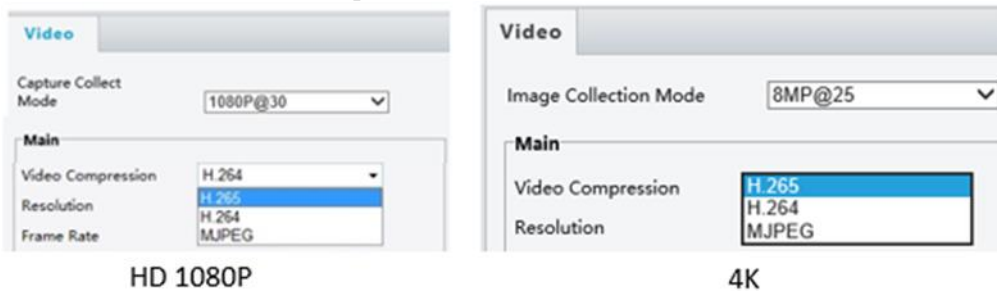 Video
Capture Collect
Mode
1080P@30
Main
Video Compression
H.264
H.265
Resolution
H.264
Frame Rate
MJPEG
HD 1080P
Video
Image Collection Mode
8MP@25
Main
Video Compression
H.265
H.264
Resolution
MJPEG
4K